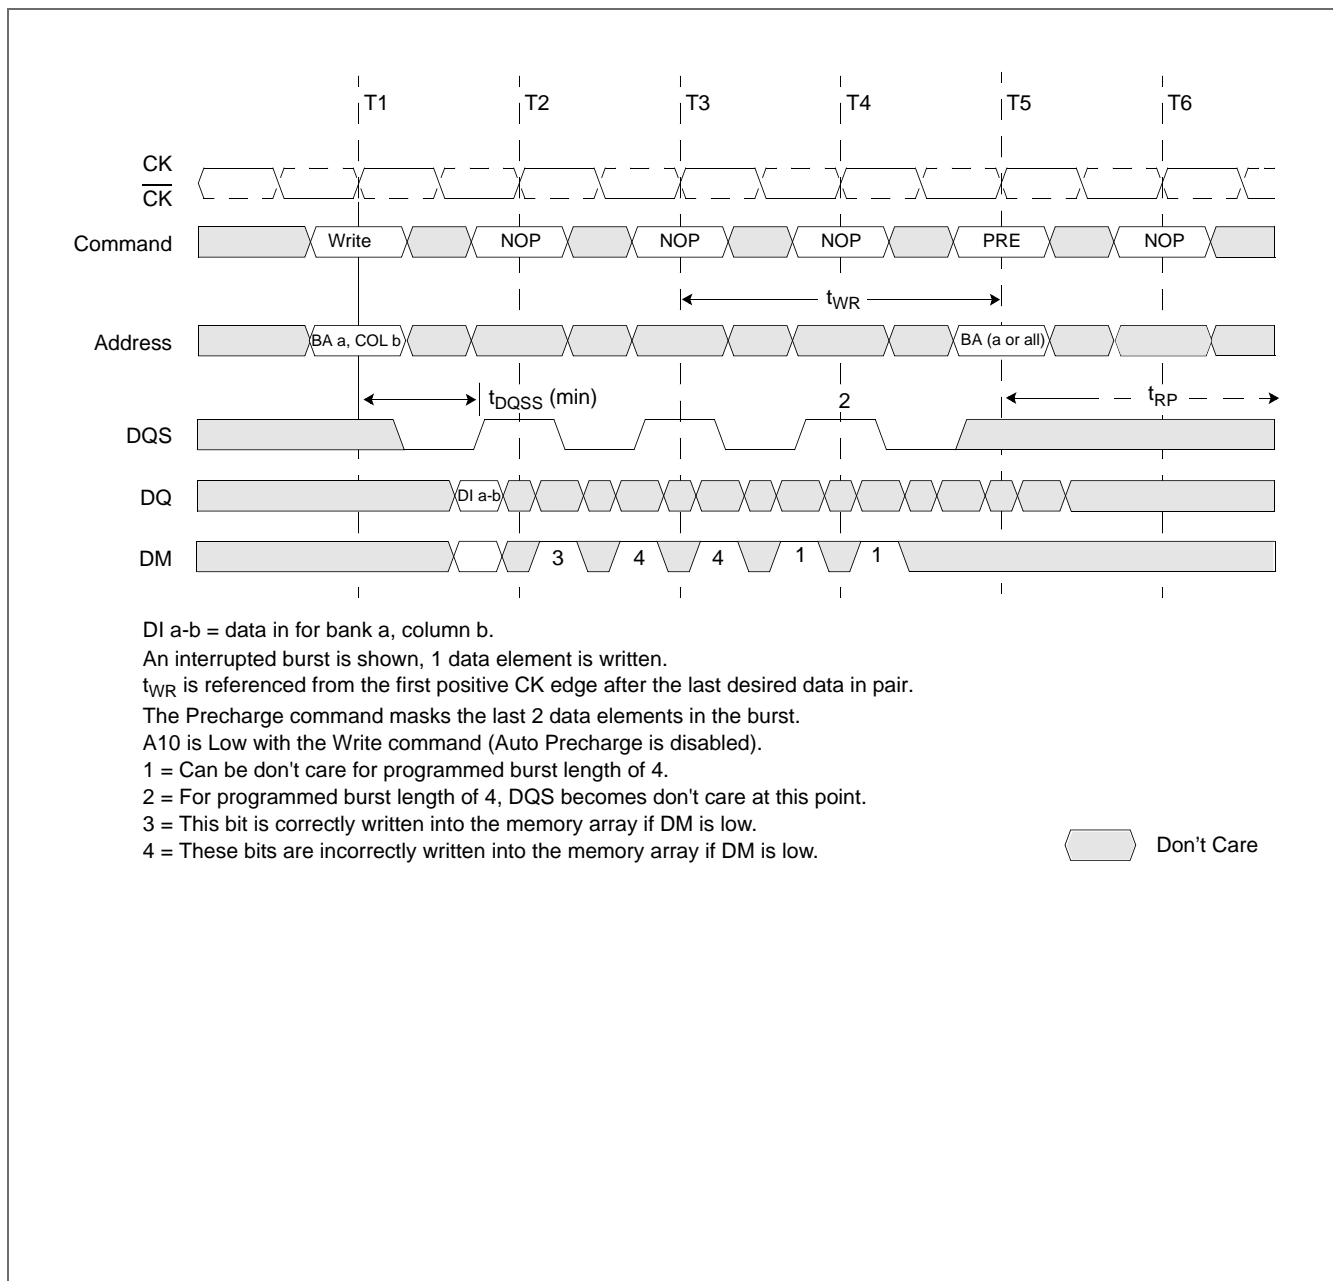 T1 T2 T3 T4 T5 T6
CK
CK
Command Write NOP NOP NOP PRE NOP
tWR
Address BA a, COL b BA (a or all)
tDQSS (min) 2 tRP
DQS
DQ DI a-b
DM 3 4 4 1 1
DI a-b = data in for bank a, column b.
An interrupted burst is shown, 1 data element is written.
tWR is referenced from the first positive CK edge after the last desired data in pair.
The Precharge command masks the last 2 data elements in the burst.
A10 is Low with the Write command (Auto Precharge is disabled).
1 = Can be don't care for programmed burst length of 4.
2 = For programmed burst length of 4, DQS becomes don't care at this point.
3 = This bit is correctly written into the memory array if DM is low.
4 = These bits are incorrectly written into the memory array if DM is low.
Don't Care